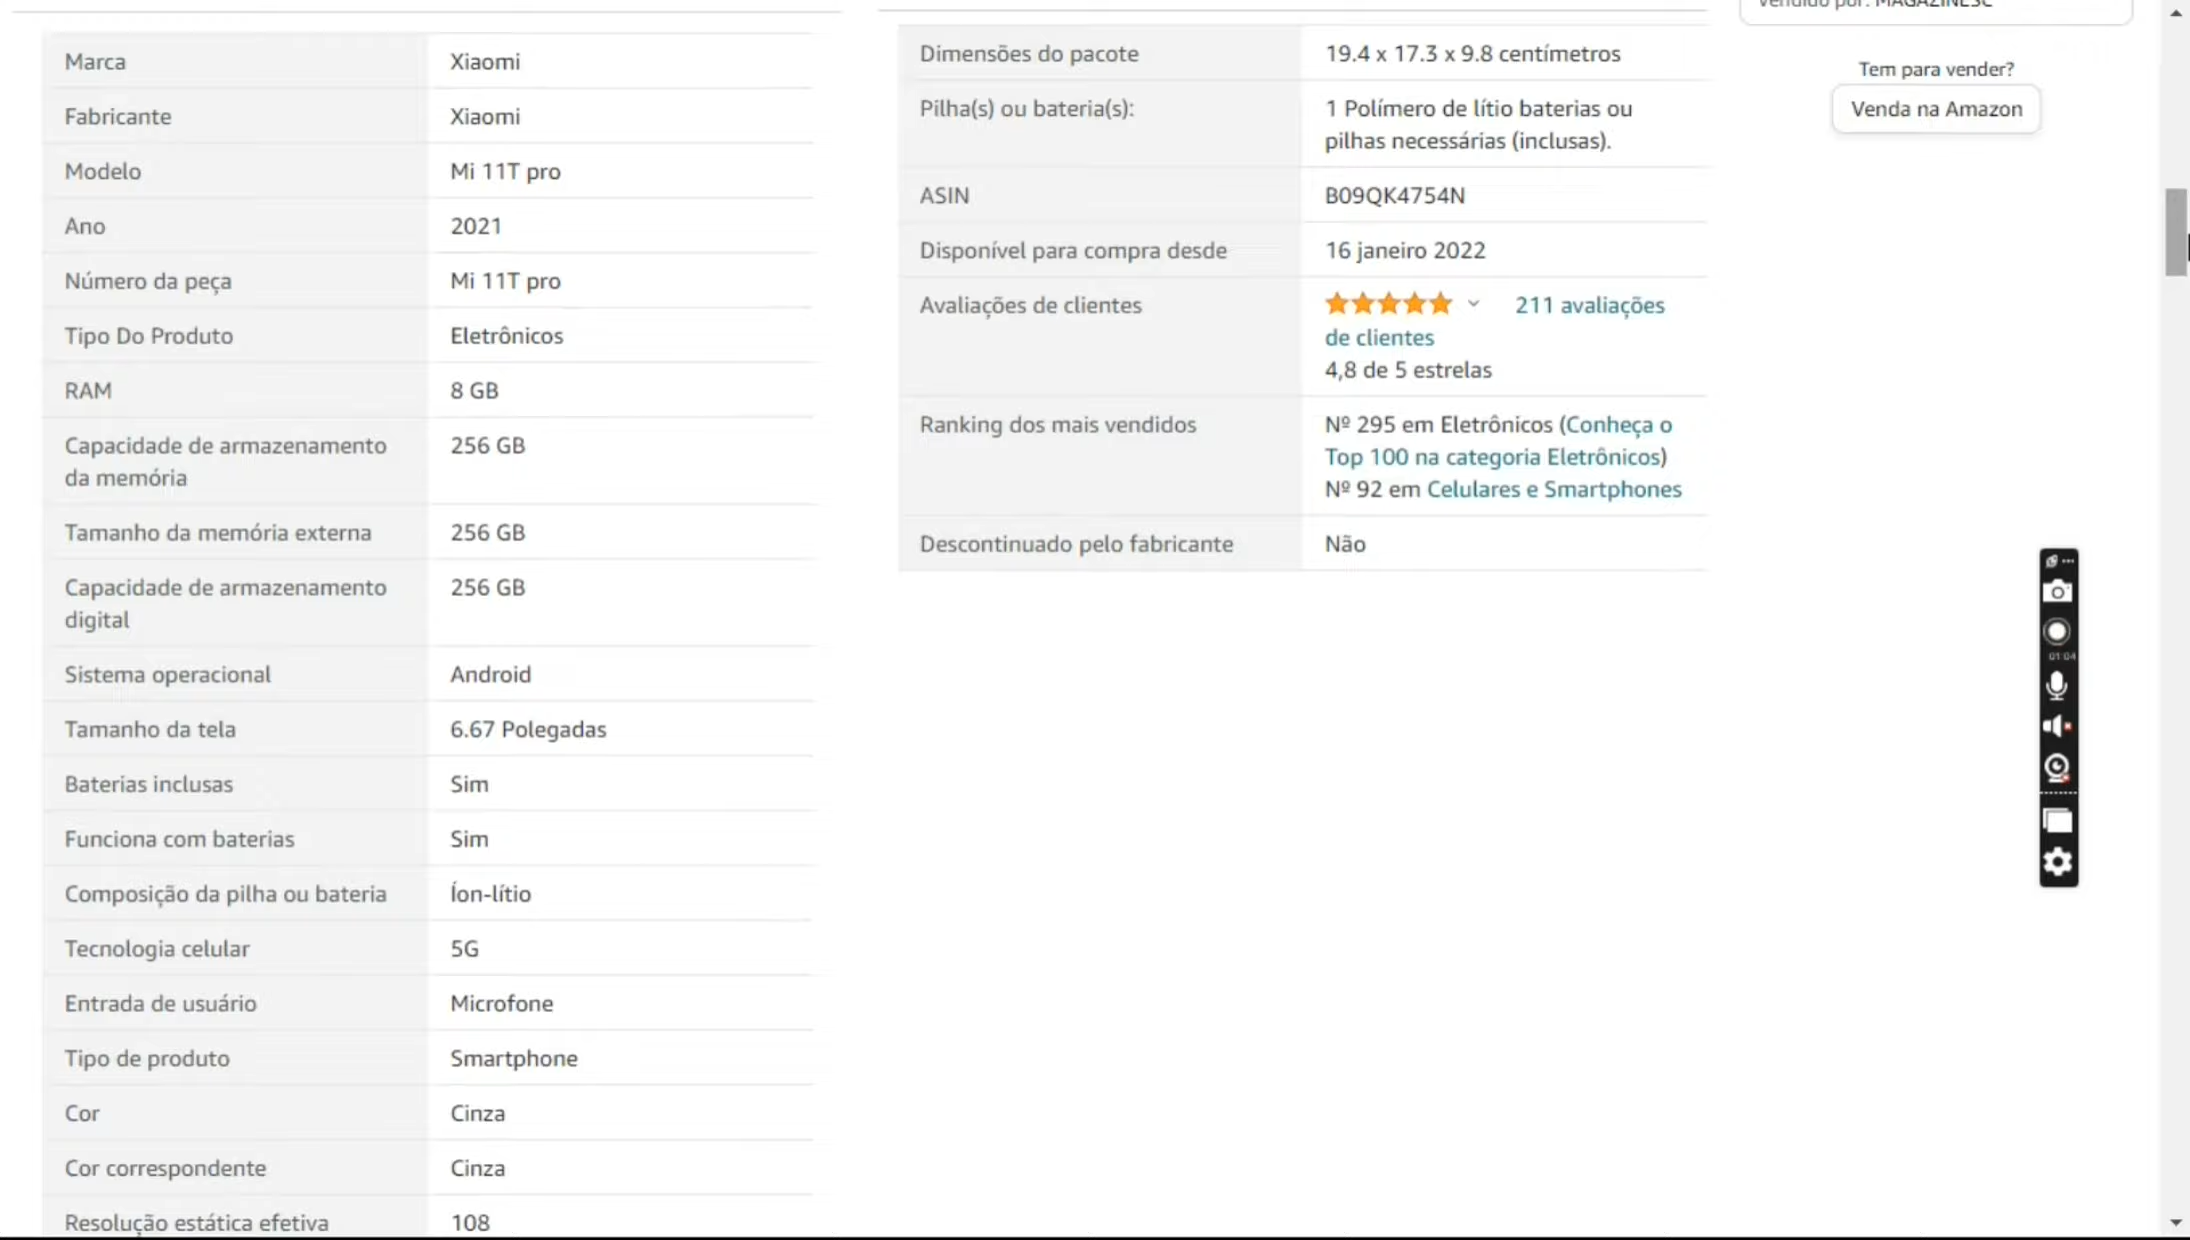 Marca Xiaomi
Fabricante Xiaomi
Modelo Mi 11T pro
Ano 2021
Número da peça Mi 11T pro
Tipo Do Produto Eletrônicos
RAM 8 GB
Capacidade de armazenamento 256 GB
da memória
Tamanho da memória externa 256 GB
Capacidade de armazenamento 256 GB
digital
Sistema operacional Android
Tamanho da tela 6.67 Polegadas
Baterias inclusas Sim
Funciona com baterias Sim
Composição da pilha ou bateria Íon-lítio
Tecnologia celular 5G
Entrada de usuário Microfone
Tipo de produto Smartphone
Cor Cinza
Cor correspondente Cinza
Resolução estática efetiva 108
Dimensões do pacote 19.4 x 17.3 x 9.8 centímetros
Pilha(s) ou bateria(s): 1 Polímero de lítio baterias ou
pilhas necessárias (inclusas).
ASIN B09QK4754N
Disponível para compra desde 16 janeiro 2022
Avaliações de clientes 211 avaliações
de clientes
4,8 de 5 estrelas
Ranking dos mais vendidos Nº 295 em Eletrônicos (Conheça o
Top 100 na categoria Eletrônicos)
Nº 92 em Celulares e Smartphones
Descontinuado pelo fabricante Não
Vendido por: MAGAZINESC
Tem para vender?
Venda na Amazon
01:04